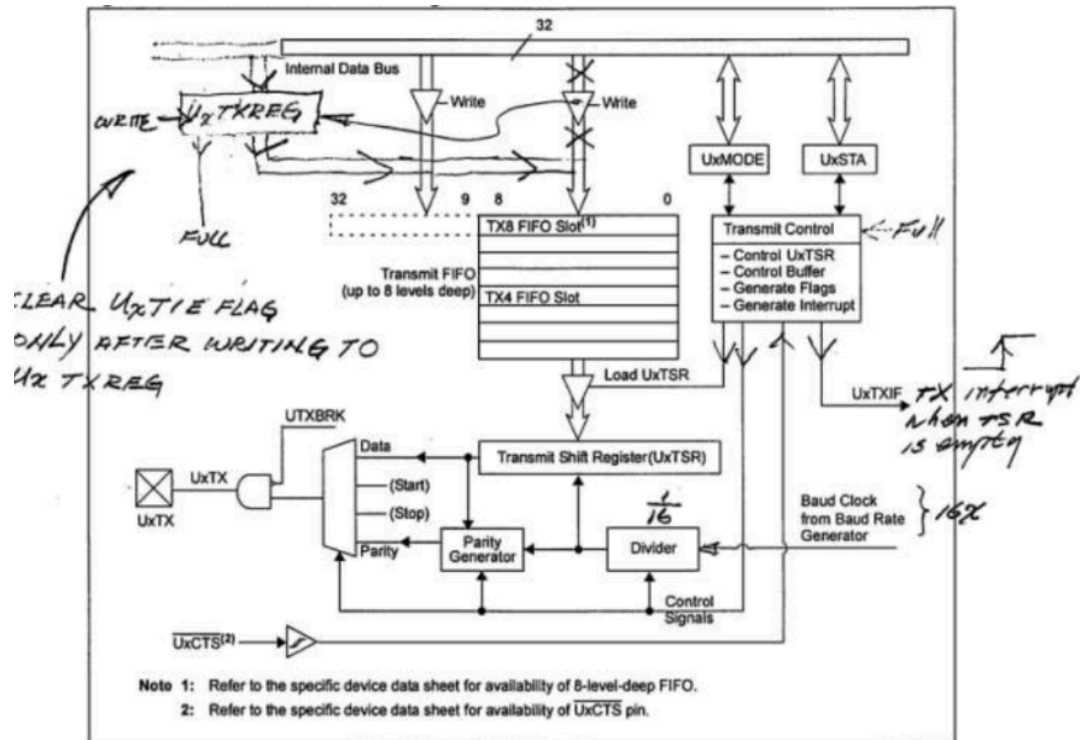 32
Internal Data Bus
Write
Write
WRITE
UxTXREG
UxMODE
UxSTA
32 9 8 0
FULL
TX8 FIFO Slot(1)
Transmit FIFO
(up to 8 levels deep)
TX4 FIFO Slot
Transmit Control
– Control UxTSR
– Control Buffer
– Generate Flags
– Generate Interrupt
Full
CLEAR UxTIE FLAG
ONLY AFTER WRITING TO
Ux TXREG
Load UxTSR
UxTXIF
TX interrupt
when TSR
is empty
UTXBRK
Data
Transmit Shift Register(UxTSR)
UxTX
UxTX
(Start)
(Stop)
Parity
Parity
Generator
1/16
Divider
Baud Clock
from Baud Rate
Generator
16X
Control
Signals
UxCTS(2)
Note 1: Refer to the specific device data sheet for availability of 8-level-deep FIFO.
2: Refer to the specific device data sheet for availability of UxCTS pin.